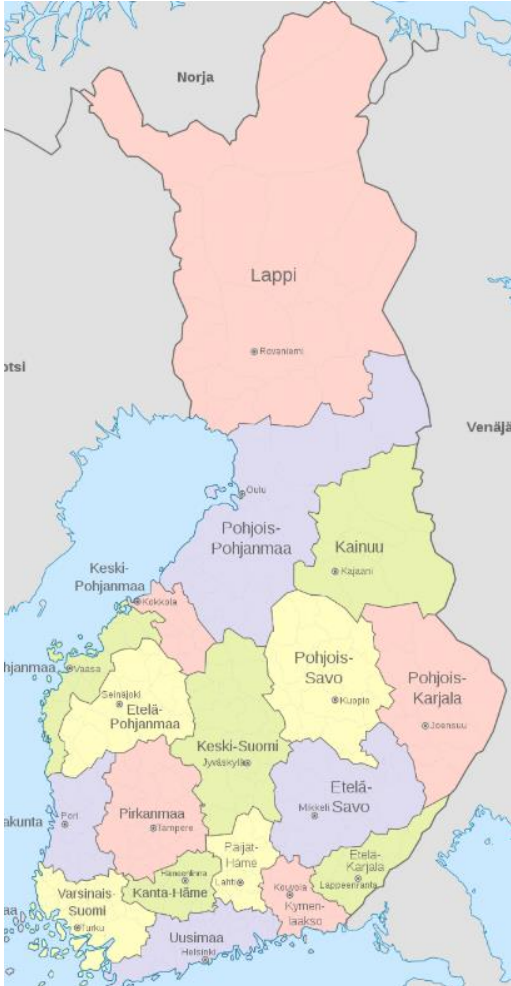 Norja
Lappi
Rovaniemi
otsi
Venäjä
Oulu
Pohjois-
Pohjanmaa
Kainuu
Kajaani
Keski-
Pohjanmaa
Kokkola
hjanmaa
Vaasa
Seinäjoki
Etelä-
Pohjanmaa
Pohjois-
Savo
Kuopio
Pohjois-
Karjala
Joensuu
Keski-Suomi
Jyväskylä
Etelä-
Savo
Mikkeli
akunta
Pori
Pirkanmaa
Tampere
Päijät-
Häme
Lahti
Etelä-
Karjala
Lappeenranta
Hämeenlinna
Kanta-Häme
Kouvola
Kymen-
laakso
Varsinais-
Suomi
Turku
aa
Uusimaa
Helsinki